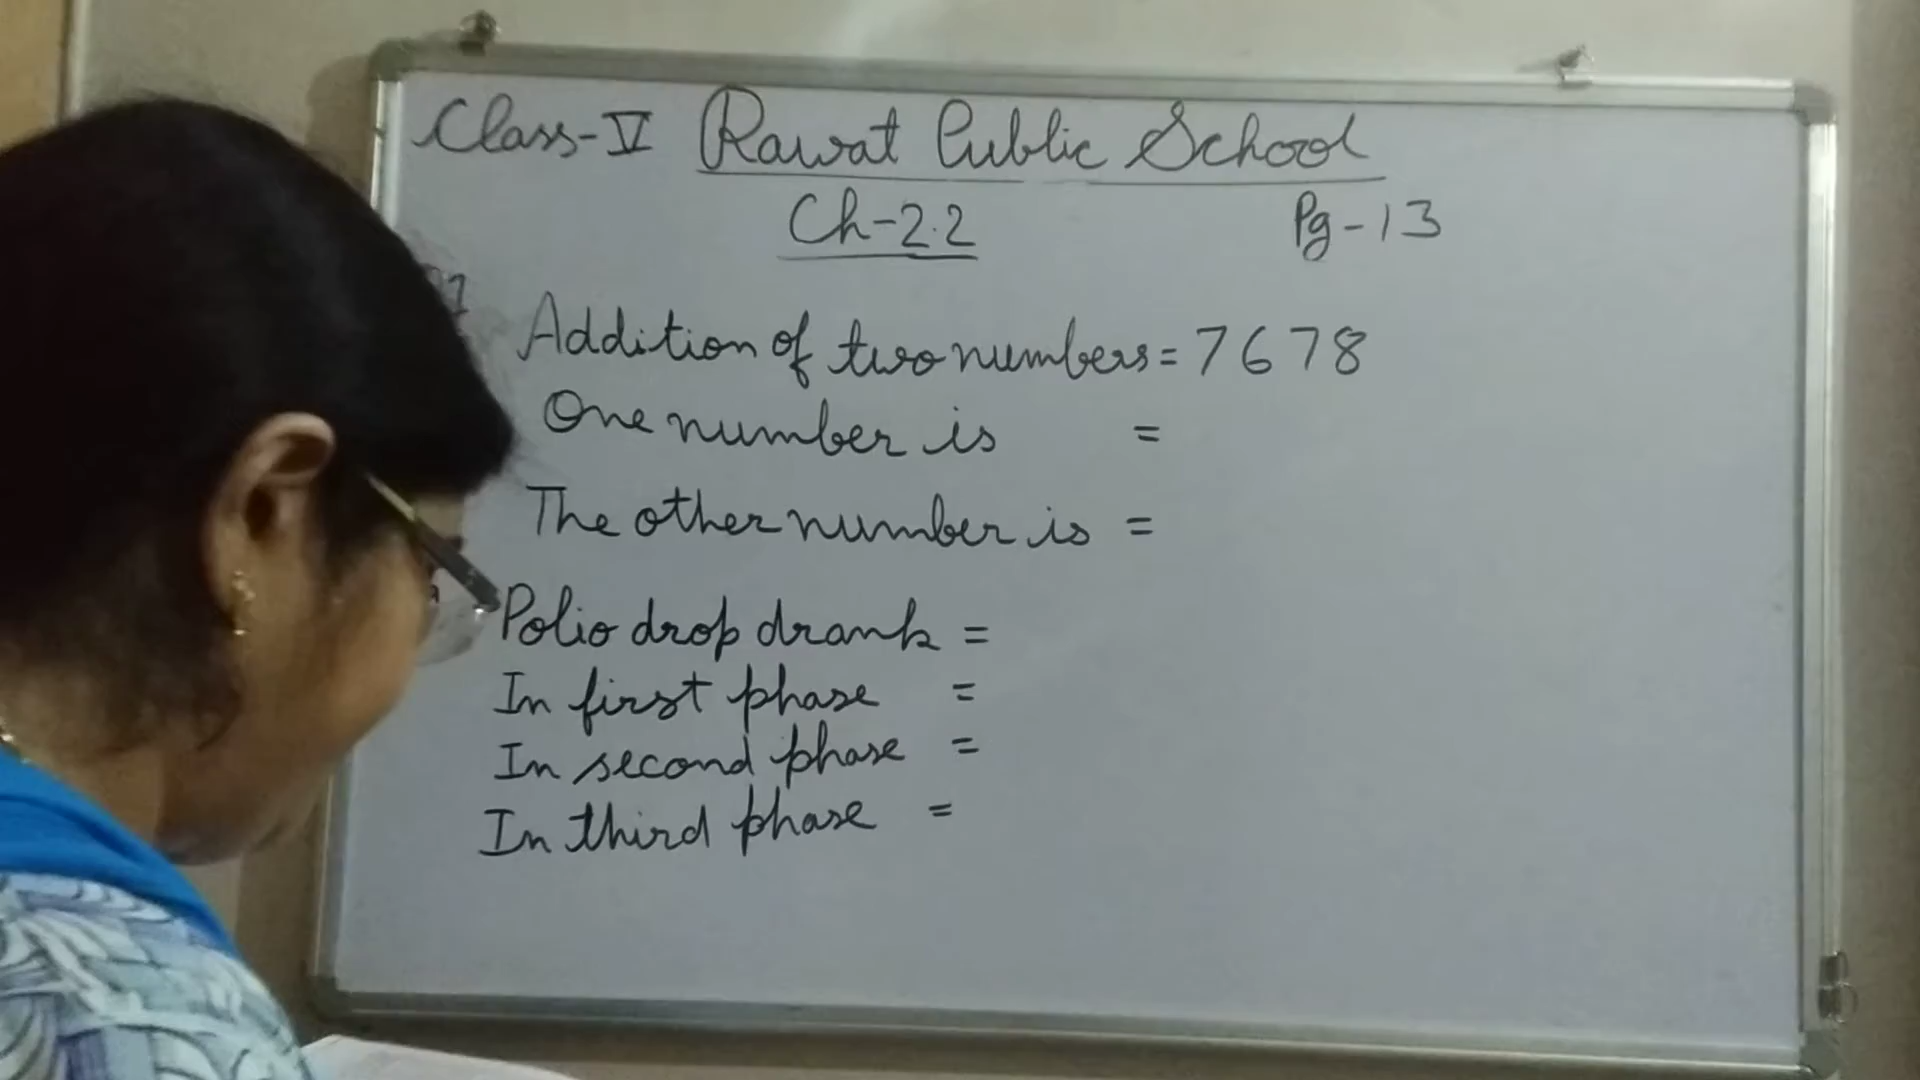 Class-V Rawat Public School
Ch-2.2 Pg-13
Addition of two numbers = 7678
One number is =
The other number is =
Polio drop drank =
In first phase =
In second phase =
In third phase =